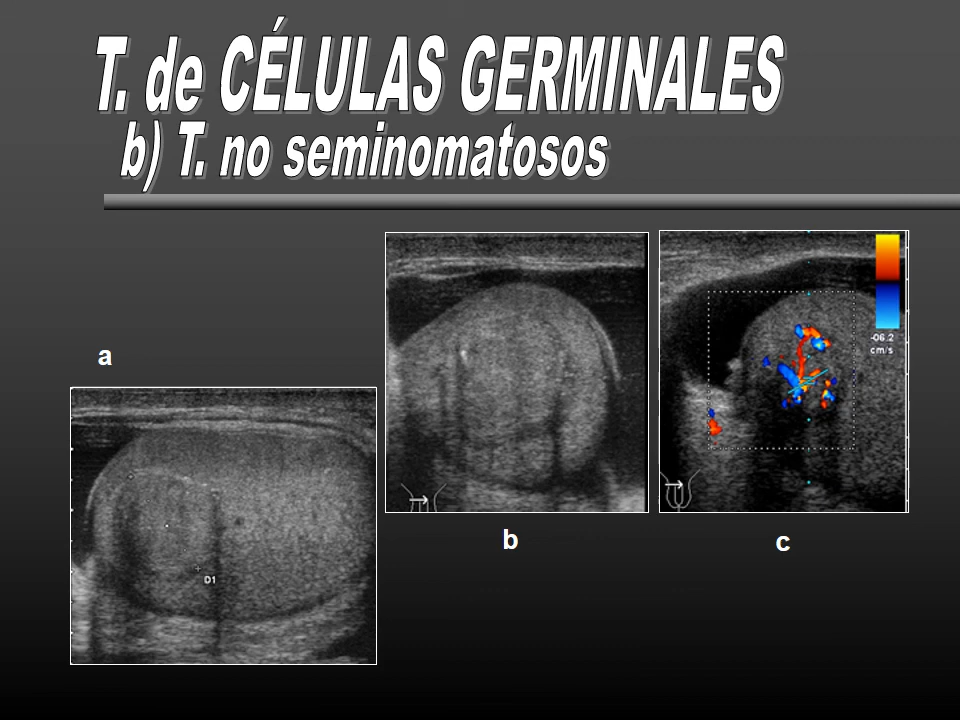 T. de CÉLULAS GERMINALES
b) T. no seminomatosos
a
D1
b
-06.2
cm/s
c